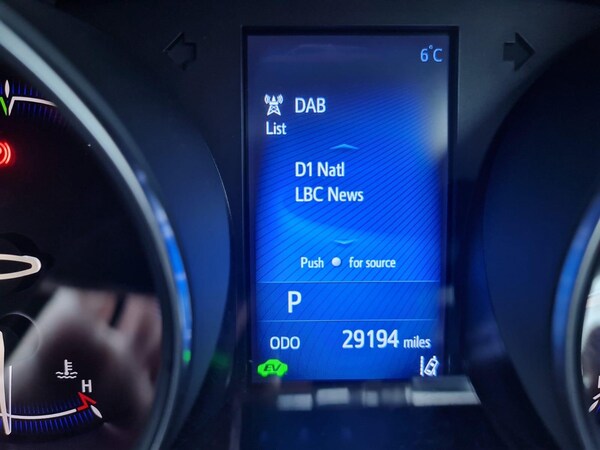 6°C
DAB
List
D1 Natl
LBC News
Push for source
P
ODO 29194 miles
EV
H